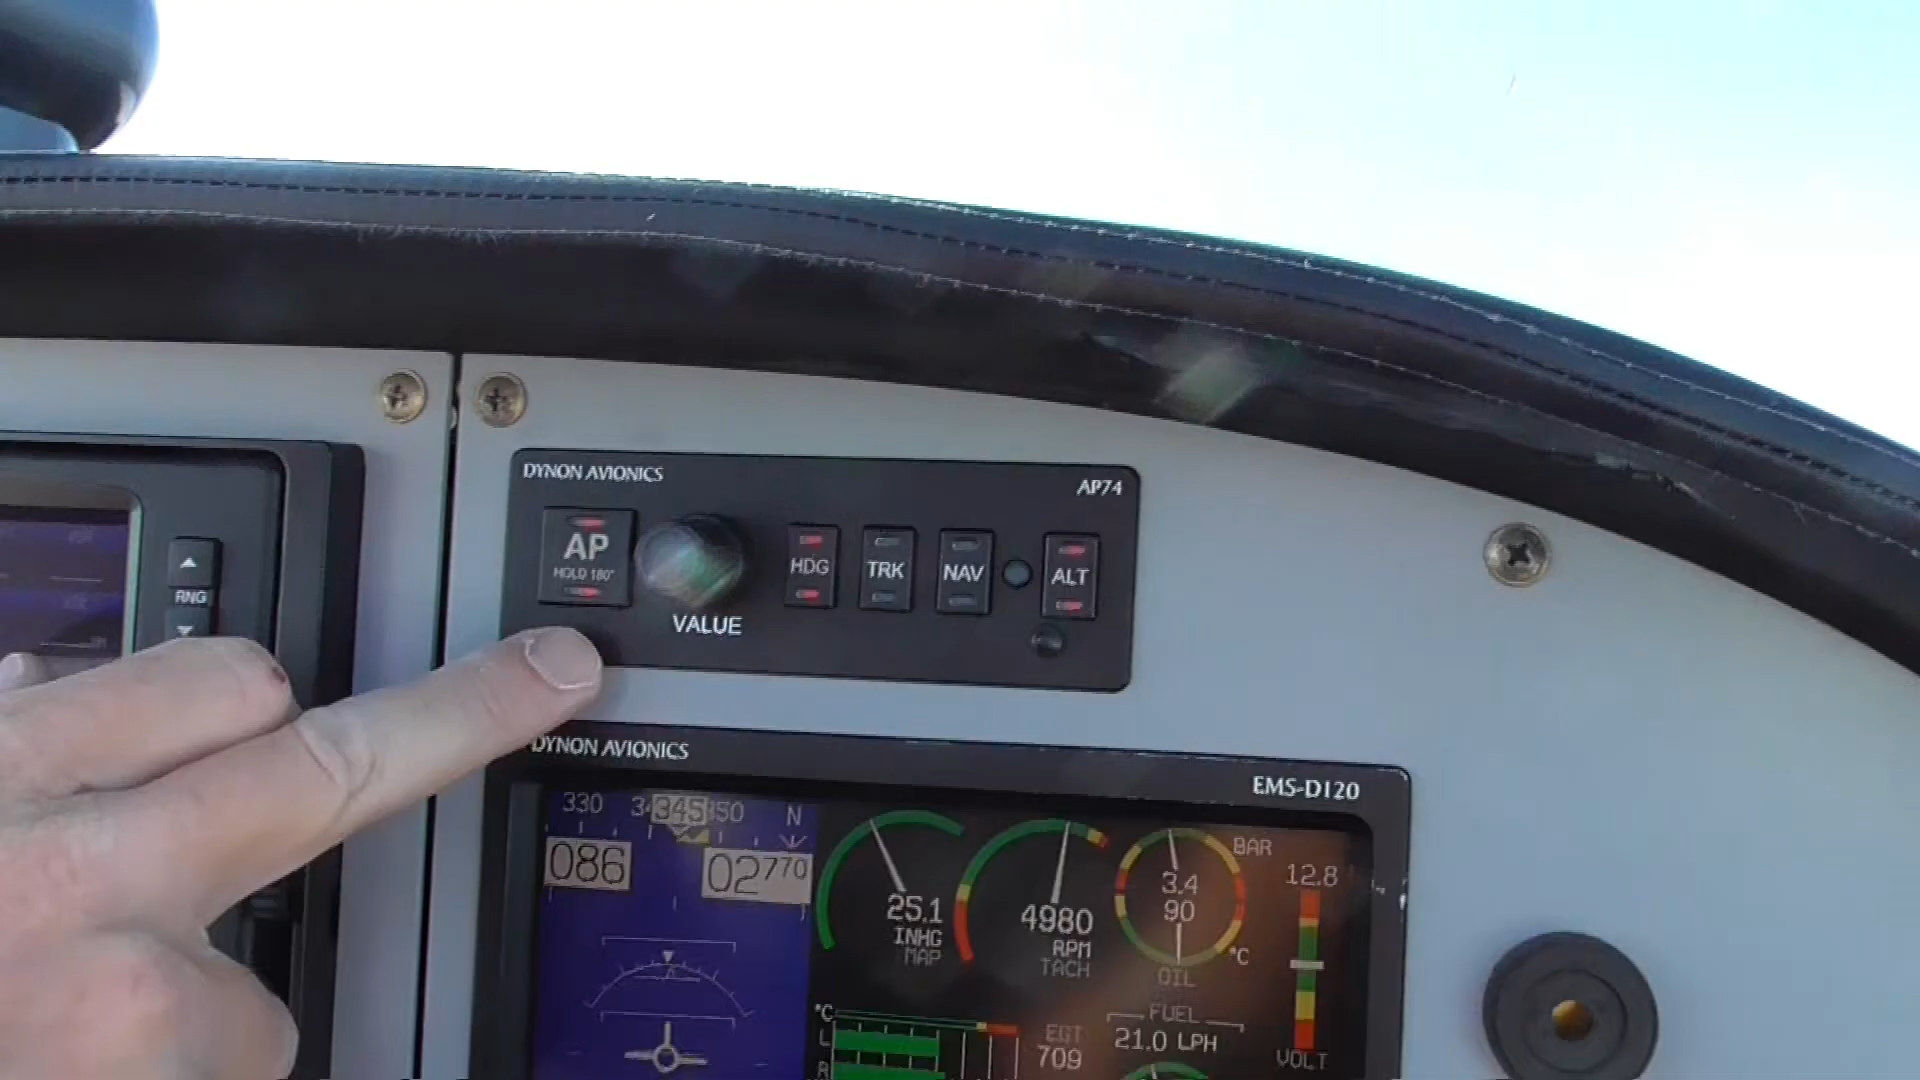 DYNON AVIONICS
AP74
AP
HOLD 180°
HDG
TRK
NAV
ALT
RNG
VALUE
DYNON AVIONICS
EMS-D120
330
345
N
086
02770
25.1
INHG
MAP
4980
RPM
TACH
BAR
3.4
90
°C
OIL
12.8
VOLT
FUEL
21.0 LPH
°C
L
R
EGT
709